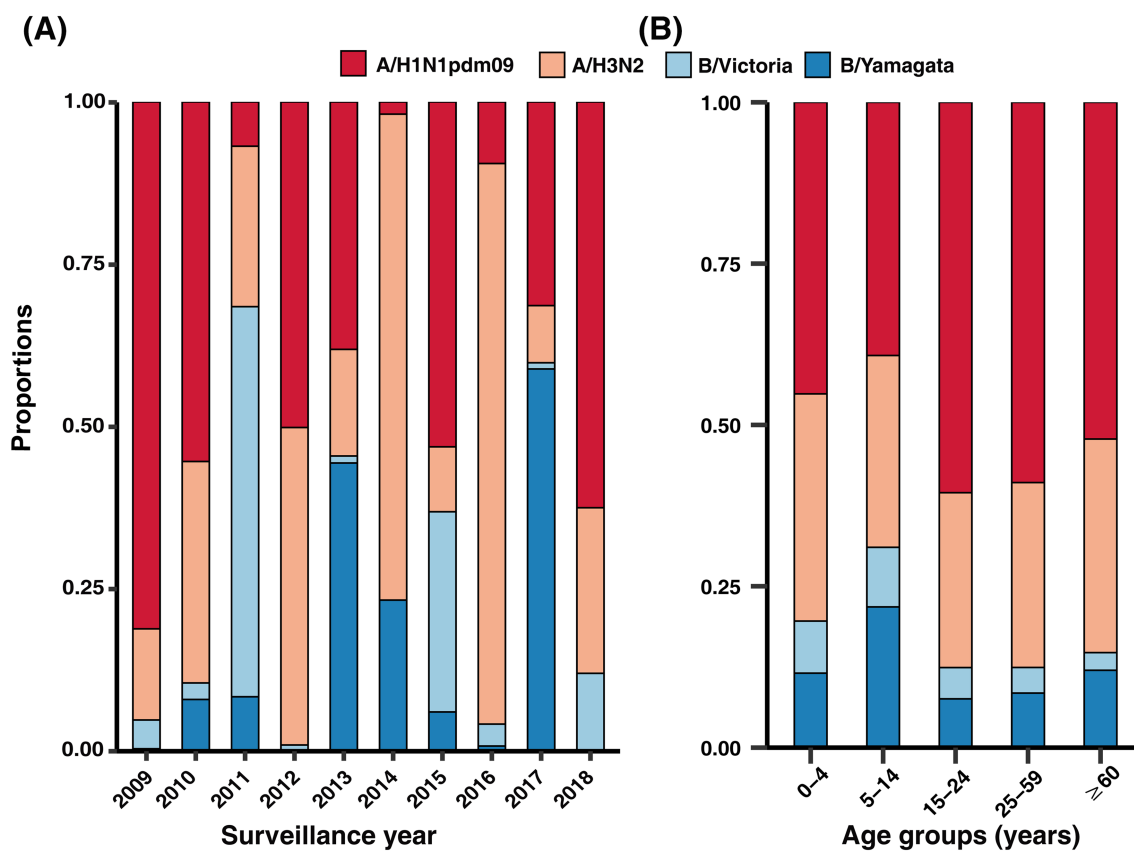 (A)
(B)
A/H1N1pdm09 A/H3N2 B/Victoria B/Yamagata
Proportions
1.00
0.75
0.50
0.25
0.00
2009 2010 2011 2012 2013 2014 2015 2016 2017 2018
Surveillance year
1.00
0.75
0.50
0.25
0.00
0–4 5–14 15–24 25–59 ≥60
Age groups (years)